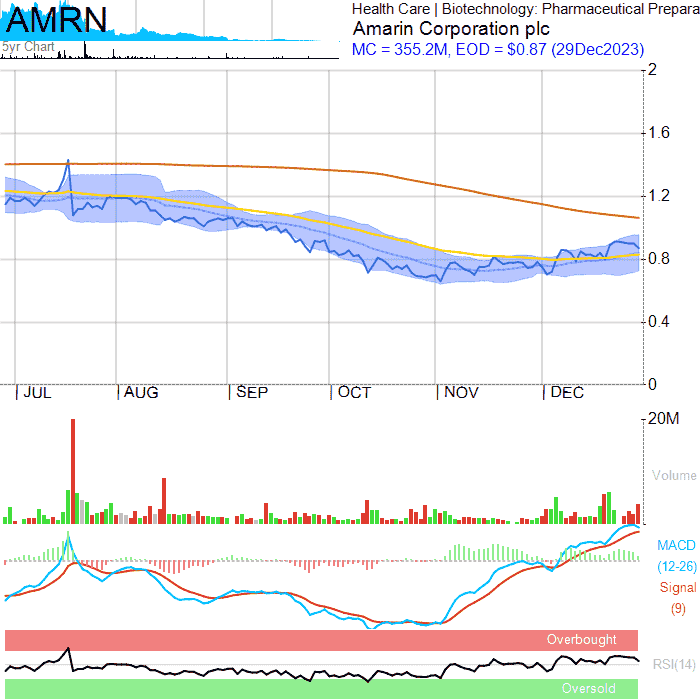 AMRN
5yr Chart
Health Care | Biotechnology: Pharmaceutical Prepara
Amarin Corporation plc
MC = 355.2M, EOD = $0.87 (29Dec2023)
2
1.6
1.2
0.8
0.4
0
JUL AUG SEP OCT NOV DEC
20M
Volume
MACD
(12-26)
Signal
(9)
Overbought
RSI(14)
Oversold